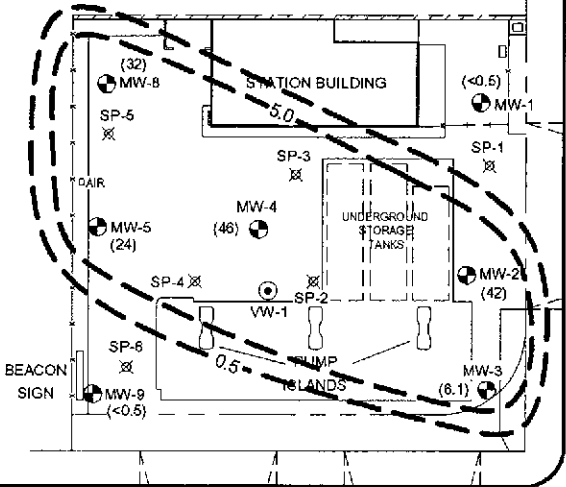 (32)
MW-8
STATION BUILDING
(<0.5)
MW-1
SP-5
5.0
SP-3
SP-1
AIR
MW-4
(46)
UNDERGROUND
STORAGE
TANKS
MW-5
(24)
MW-2
(42)
SP-4
SP-2
VW-1
SP-6
0.5
PUMP
ISLANDS
BEACON
SIGN
MW-3
(6.1)
MW-9
(<0.5)